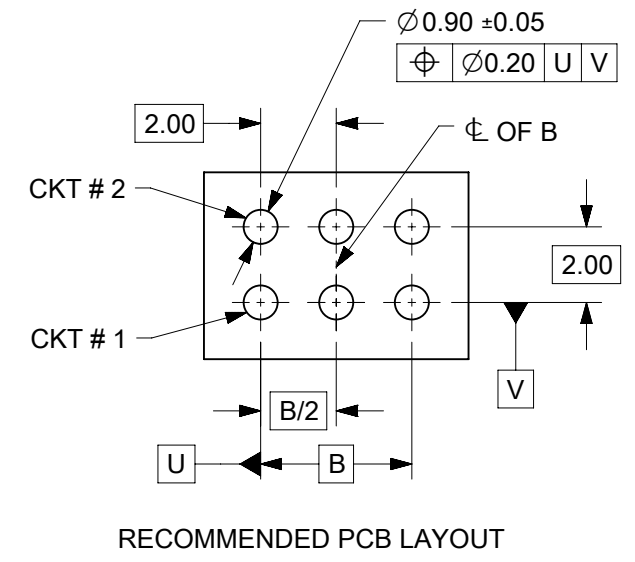 ∅0.90 ±0.05
⌖ ∅0.20 U V
2.00
℄ OF B
CKT # 2
2.00
CKT # 1
V
B/2
U
B
RECOMMENDED PCB LAYOUT